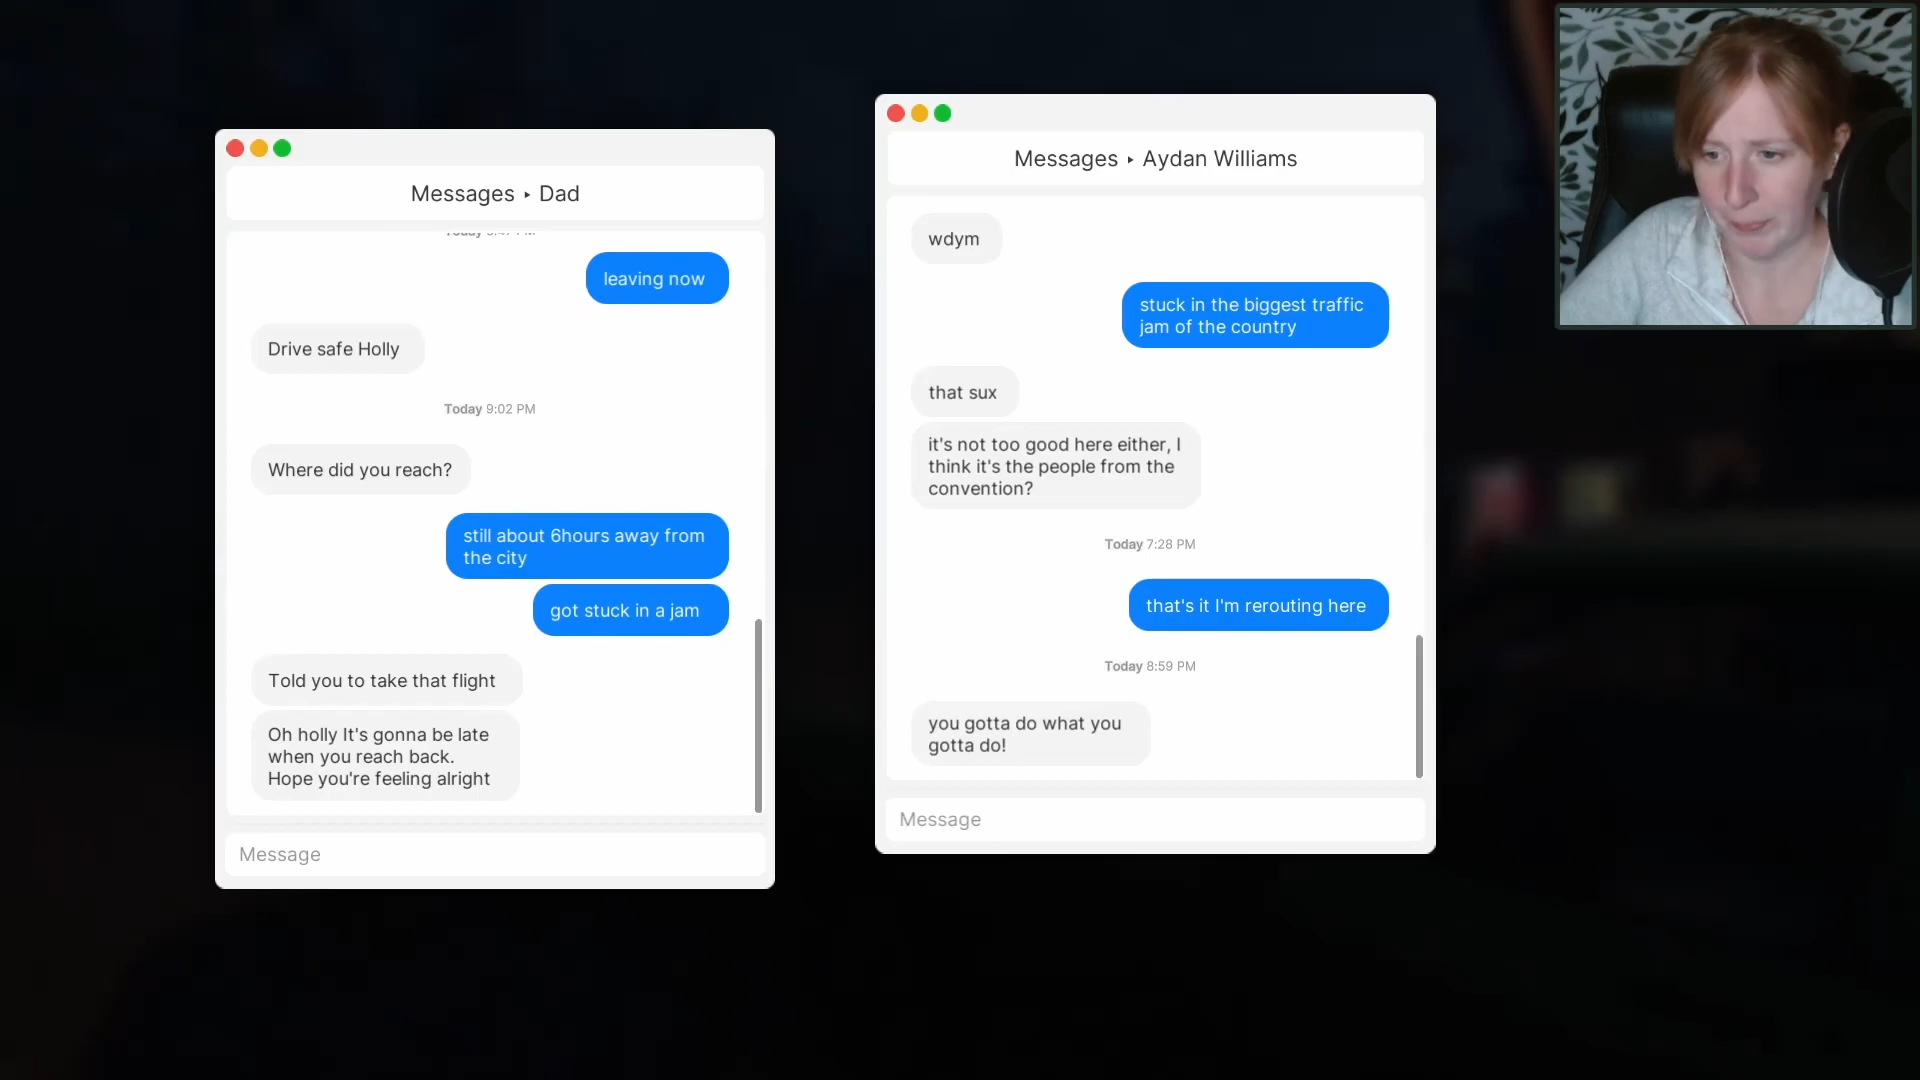 Messages ▸ Dad
leaving now
Drive safe Holly
Today 9:02 PM
Where did you reach?
still about 6hours away from
the city
got stuck in a jam
Told you to take that flight
Oh holly It's gonna be late
when you reach back.
Hope you're feeling alright
Message
Messages ▸ Aydan Williams
wdym
stuck in the biggest traffic
jam of the country
that sux
it's not too good here either, I
think it's the people from the
convention?
Today 7:28 PM
that's it I'm rerouting here
Today 8:59 PM
you gotta do what you
gotta do!
Message